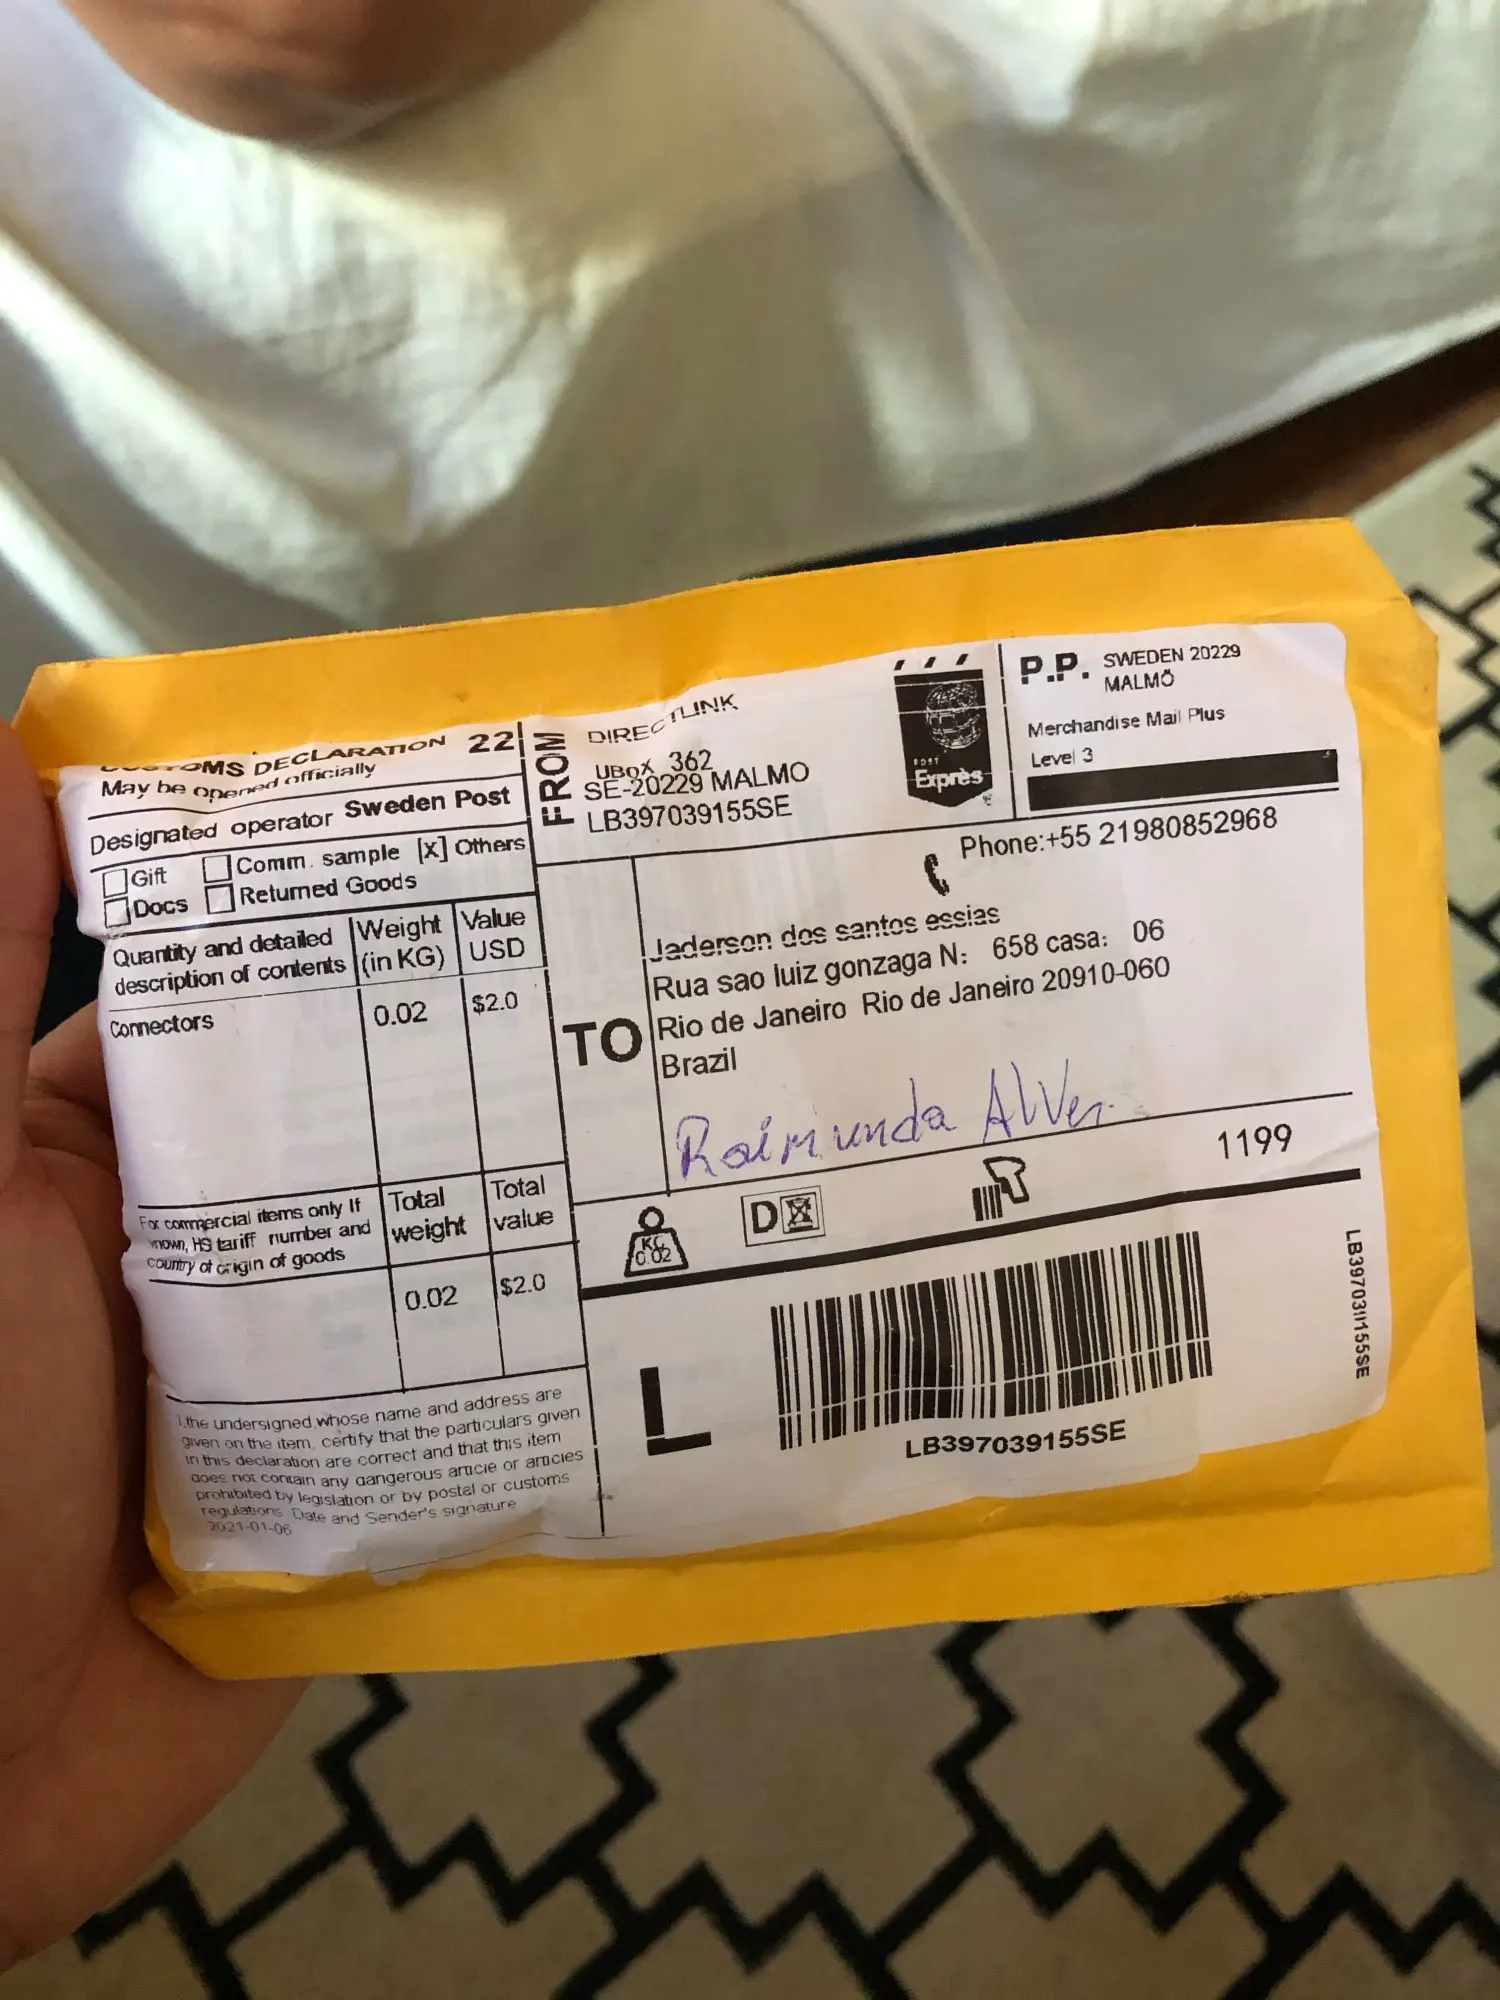 CUSTOMS DECLARATION 22
May be opened officially
Designated operator Sweden Post
Gift Comm. sample [X] Others
Docs Returned Goods
Quantity and detailed description of contents
Weight (in KG)
Value USD
Connectors 0.02 $2.0
For commercial items only If
known, HS tariff number and
country of origin of goods
Total weight
Total value
0.02 $2.0
I,the undersigned,whose name and address are
given on the item, certify that the particulars given
in this declaration are correct and that this item
does not contain any dangerous article or articles
prohibited by legislation or by postal or customs
regulations. Date and Sender's signature
2021-01-06
FROM
DIRECTLINK
UBox 362
SE-20229 MALMO
LB397039155SE
POST
Exprès
P.P. SWEDEN 20229
MALMÖ
Merchandise Mail Plus
Level 3
Phone:+55 21980852968
TO
Jaderson dos santos essias
Rua sao luiz gonzaga N: 658 casa: 06
Rio de Janeiro Rio de Janeiro 20910-060
Brazil
Raimunda Alves
1199
KG
0.02
D
L
LB397039155SE